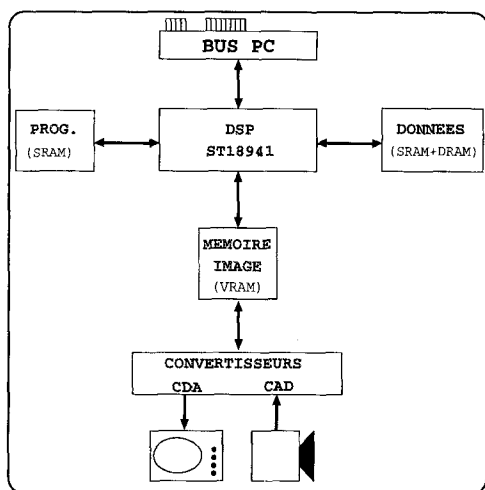 BUS PC
PROG.
(SRAM)
DSP
ST18941
DONNEES
(SRAM+DRAM)
MEMOIRE
IMAGE
(VRAM)
CONVERTISSEURS
CDA CAD